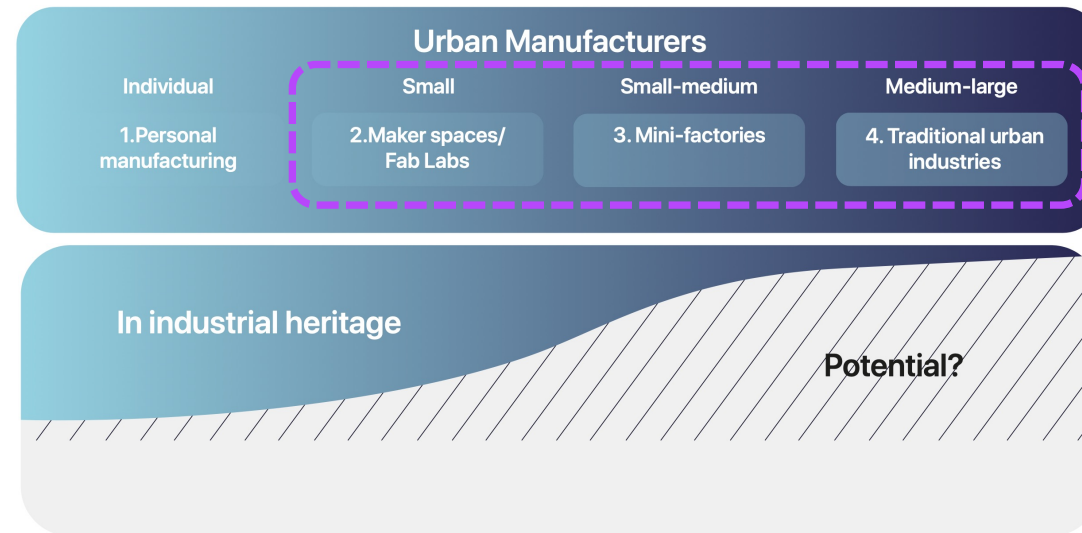 Urban Manufacturers
Individual
Small
Small-medium
Medium-large
1.Personal
manufacturing
2.Maker spaces/
Fab Labs
3. Mini-factories
4. Traditional urban
industries
In industrial heritage
Potential?